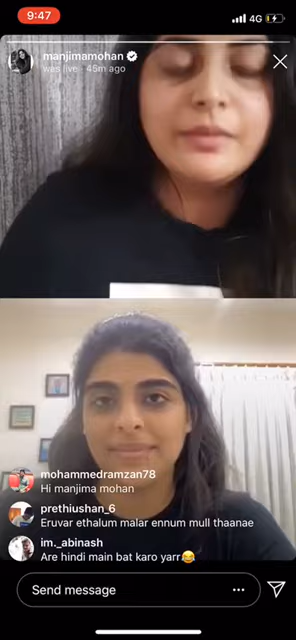 9:47
4G
manjimamohan
was live · 45m ago
mohammedramzan78
Hi manjima mohan
prethiushan_6
Eruvar ethalum malar ennum mull thaanae
im._abinash
Are hindi main bat karo yarr😂
Send message